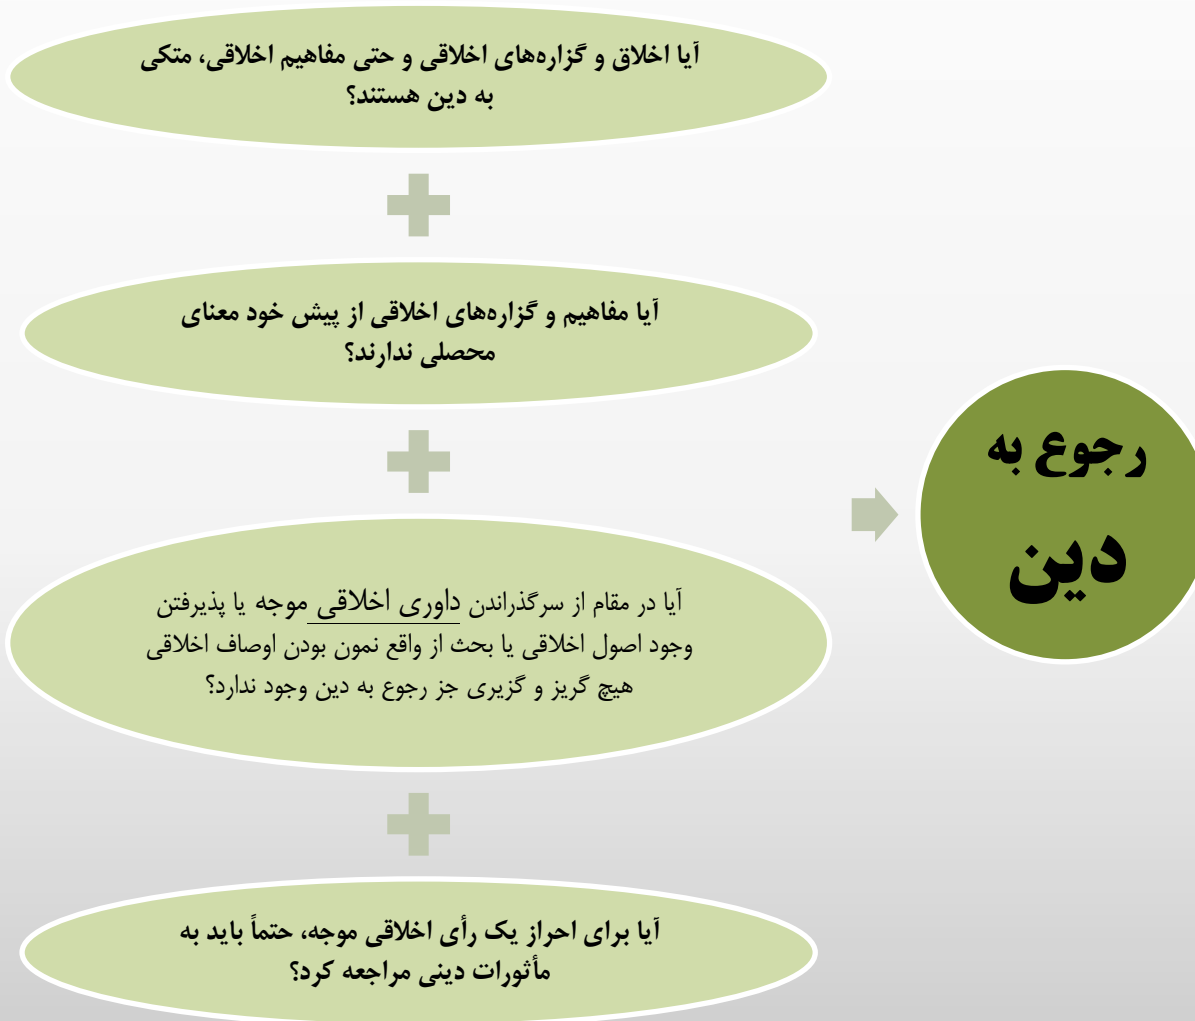 آیا اخلاق و گزاره‌های اخلاقی و حتی مفاهیم اخلاقی، متکی
به دین هستند؟
آیا مفاهیم و گزاره‌های اخلاقی از پیش خود معنای
محصلی ندارند؟
آیا در مقام از سرگذراندن داوری اخلاقی موجه یا پذیرفتن
وجود اصول اخلاقی یا بحث از واقع نمون بودن اوصاف اخلاقی
هیچ گریز و گزیری جز رجوع به دین وجود ندارد؟
آیا برای احراز یک رأی اخلاقی موجه، حتماً باید به
مأثورات دینی مراجعه کرد؟
رجوع به
دین